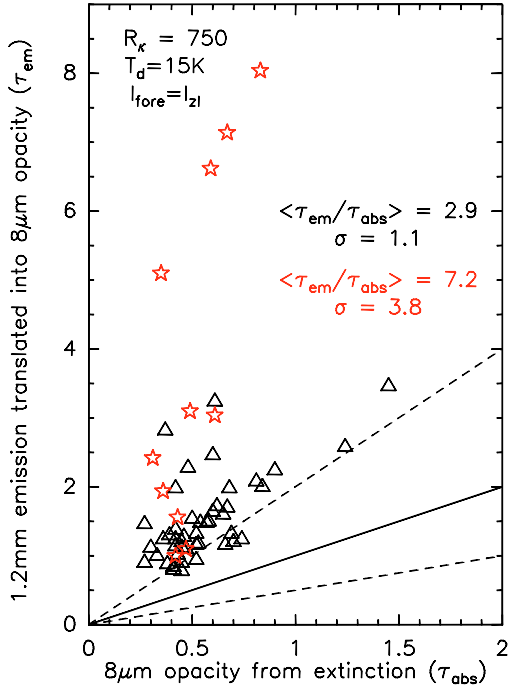 R_κ = 750
T_d=15K
I_fore=I_zl
<τ_em/τ_abs> = 2.9
σ = 1.1
<τ_em/τ_abs> = 7.2
σ = 3.8
1.2mm emission translated into 8μm opacity (τ_em)
8
6
4
2
0
0 0.5 1 1.5 2
8μm opacity from extinction (τ_abs)